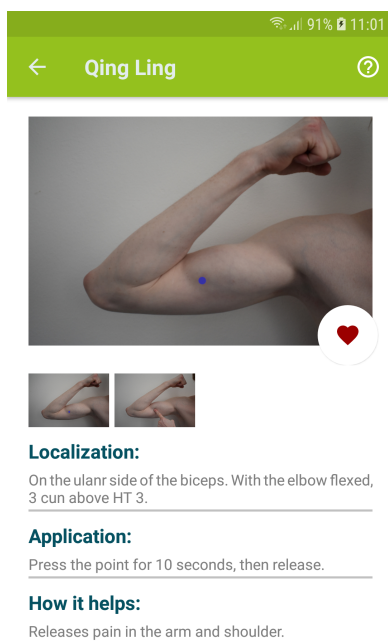 91% 11:01
Qing Ling
Localization:
On the ulanr side of the biceps. With the elbow flexed,
3 cun above HT 3.
Application:
Press the point for 10 seconds, then release.
How it helps:
Releases pain in the arm and shoulder.